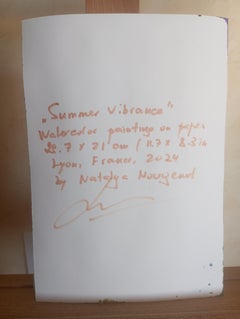 „Summer Vibrance”
Watercolor painting on paper
29.7 x 21 cm / 11.7 x 8.3 in
Lyon, France, 2024
by Natalya